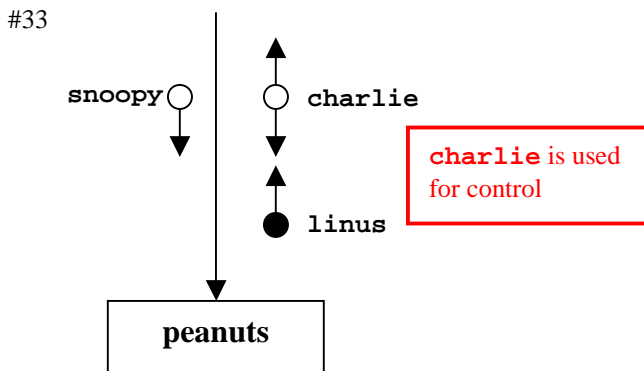 #33
snoopy
charlie
charlie is used
for control
linus
peanuts